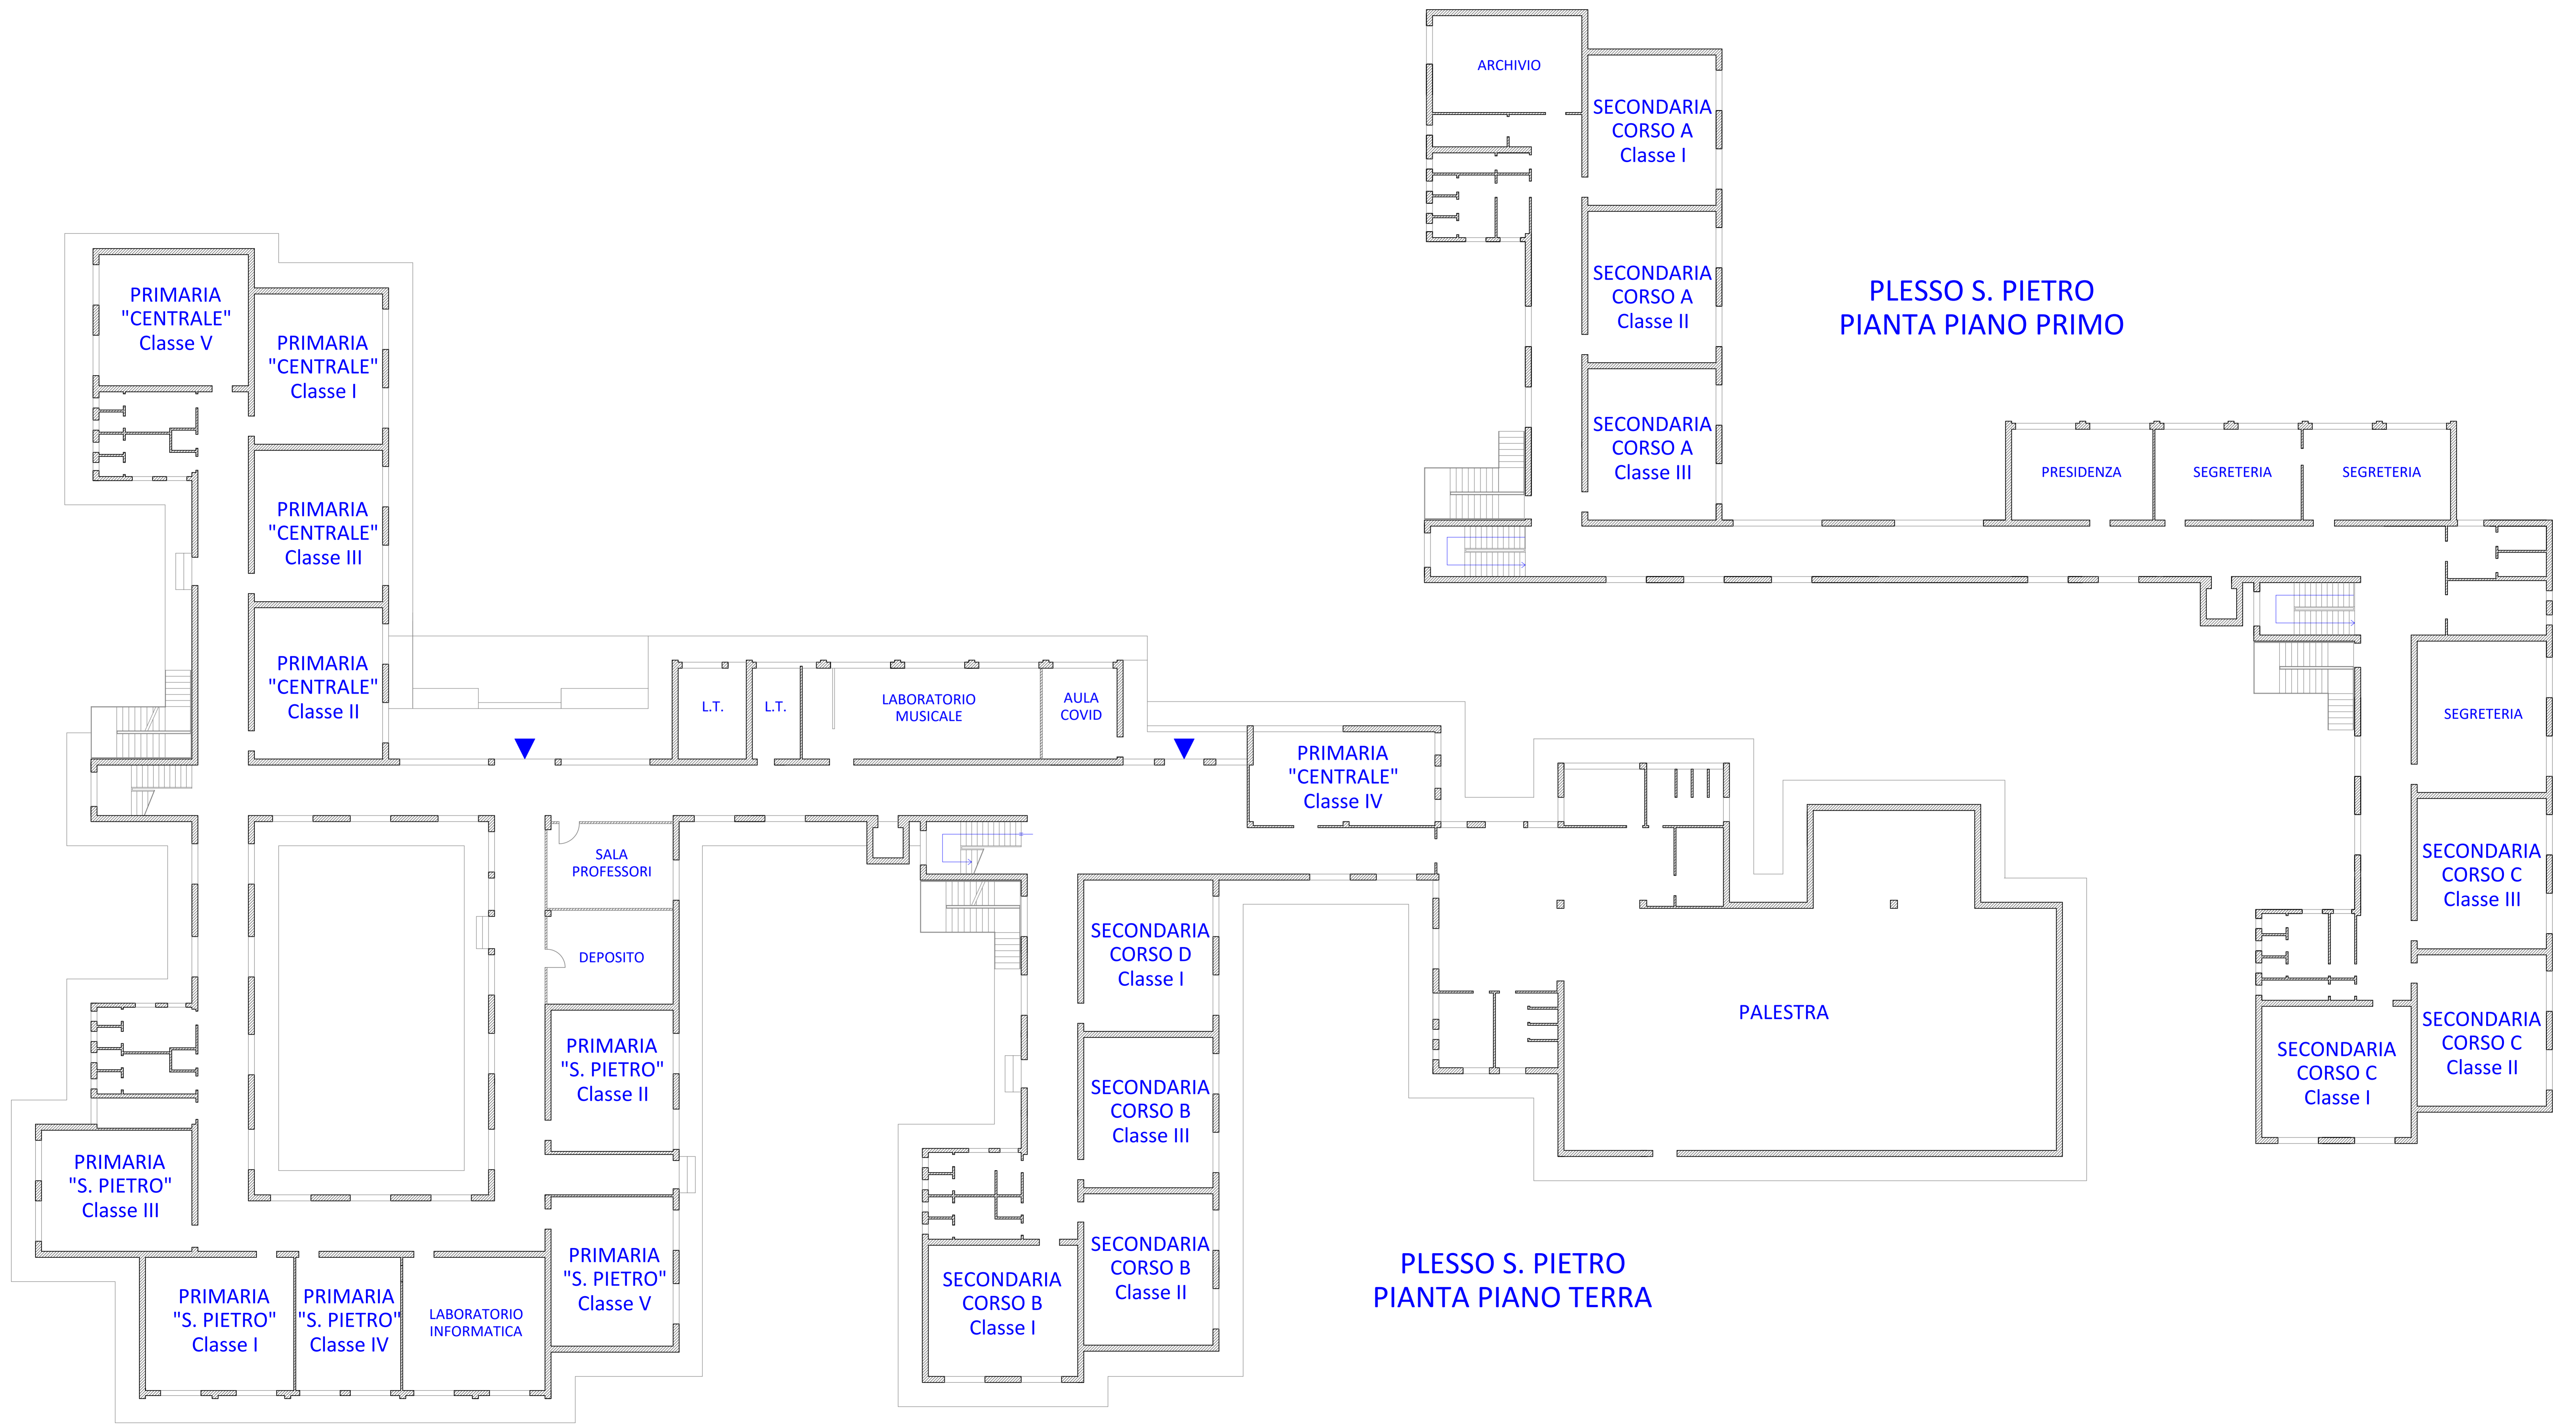 ARCHIVIO
SECONDARIA
CORSO A
Classe I
SECONDARIA
CORSO A
Classe II
SECONDARIA
CORSO A
Classe III
PLESSO S. PIETRO
PIANTA PIANO PRIMO
PRESIDENZA
SEGRETERIA
SEGRETERIA
SEGRETERIA
SECONDARIA
CORSO C
Classe III
SECONDARIA
CORSO C
Classe II
SECONDARIA
CORSO C
Classe I
PRIMARIA
"CENTRALE"
Classe V
PRIMARIA
"CENTRALE"
Classe I
PRIMARIA
"CENTRALE"
Classe III
PRIMARIA
"CENTRALE"
Classe II
L.T.
L.T.
LABORATORIO
MUSICALE
AULA
COVID
PRIMARIA
"CENTRALE"
Classe IV
SALA
PROFESSORI
DEPOSITO
PRIMARIA
"S. PIETRO"
Classe II
PRIMARIA
"S. PIETRO"
Classe III
PRIMARIA
"S. PIETRO"
Classe I
PRIMARIA
"S. PIETRO"
Classe IV
LABORATORIO
INFORMATICA
PRIMARIA
"S. PIETRO"
Classe V
SECONDARIA
CORSO D
Classe I
SECONDARIA
CORSO B
Classe III
SECONDARIA
CORSO B
Classe II
SECONDARIA
CORSO B
Classe I
PALESTRA
PLESSO S. PIETRO
PIANTA PIANO TERRA